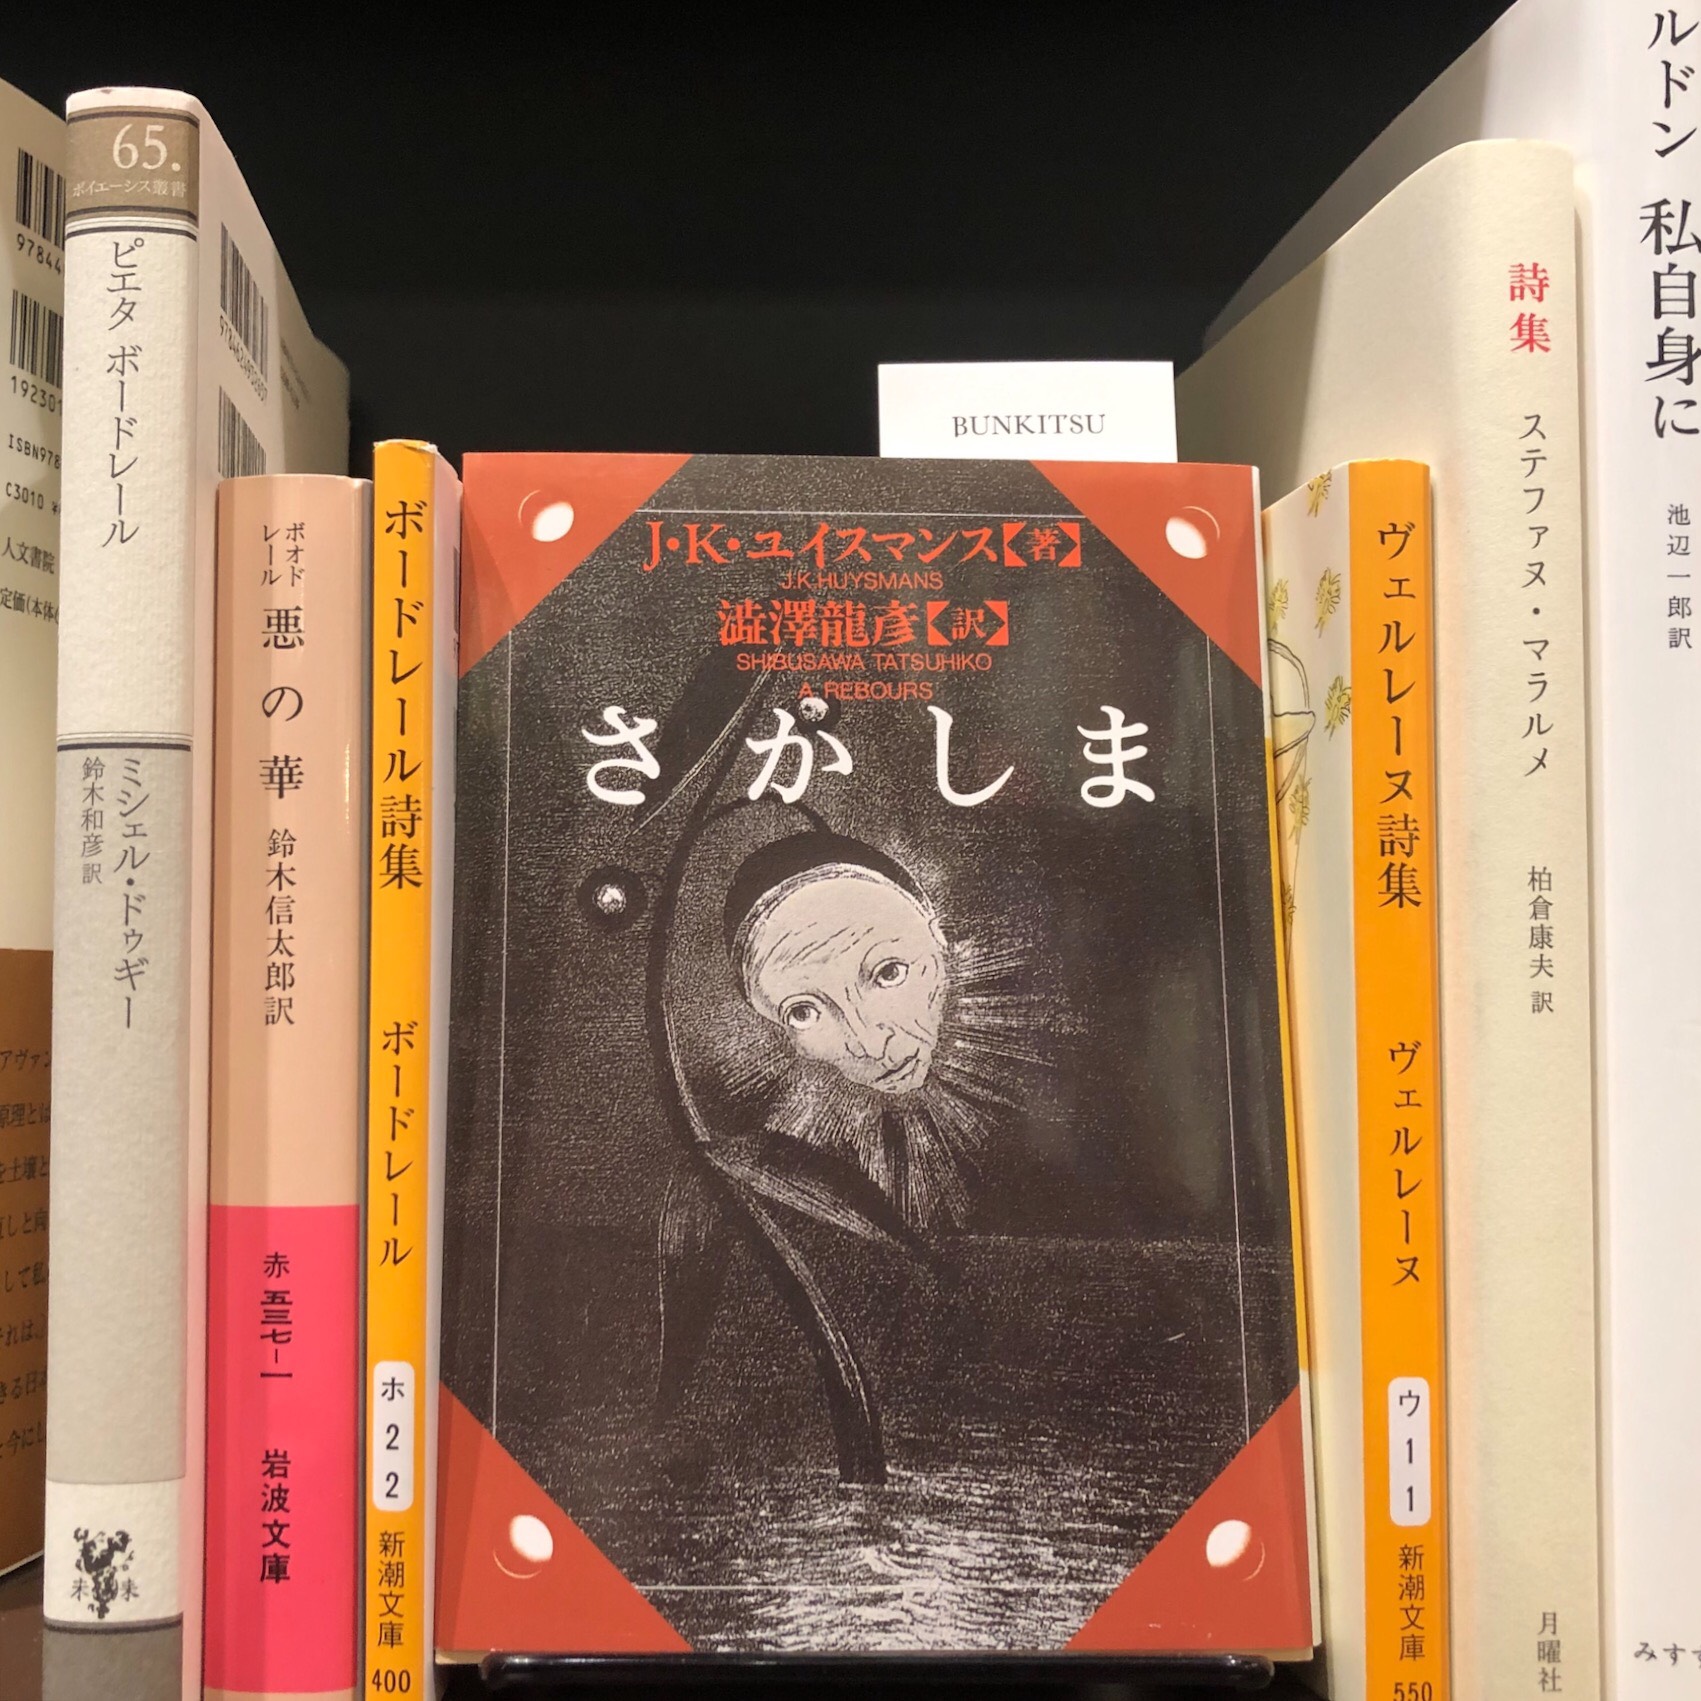 65.
ポイエーシス叢書
ピエタ ボードレール
ミシェル・ドゥギー
鈴木和彦訳
ボオドレール
悪の華
鈴木信太郎訳
赤五三七-一
岩波文庫
ボードレール詩集
ボードレール
ホ
2
2
新潮文庫
400
BUNKITSU
J・K・ユイスマンス【著】
J.K.HUYSMANS
澁澤龍彥【訳】
SHIBUSAWA TATSUHIKO
A REBOURS
さかしま
ヴェルレーヌ詩集
ヴェルレーヌ
ウ
1
1
新潮文庫
550
詩集
ステファヌ・マラルメ
柏倉康夫 訳
月曜社
ルドン 私自身に
池辺一郎訳
みす
97844
192301
ISBN978
C3010
人文書院
定価(本体